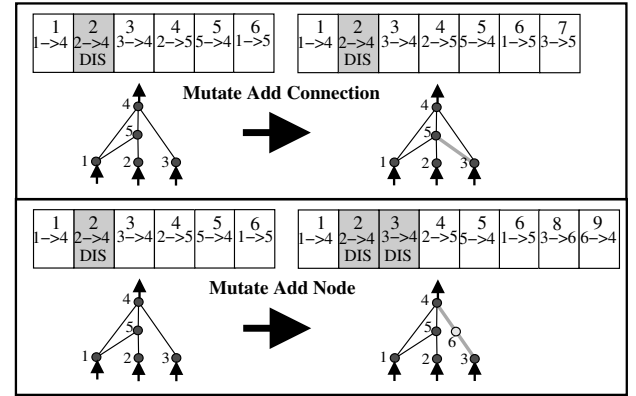 1 2 3 4 5 6 1 2 3 4 5 6 7
1−>4 2−>4 3−>4 2−>5 5−>4 1−>5 1−>4 2−>4 3−>4 2−>5 5−>4 1−>5 3−>5
DIS DIS
Mutate Add Connection
4 4
5 5
1 2 3 1 2 3
1 2 3 4 5 6 1 2 3 4 5 6 8 9
1−>4 2−>4 3−>4 2−>5 5−>4 1−>5 1−>4 2−>4 3−>4 2−>5 5−>4 1−>5 3−>6 6−>4
DIS DIS DIS
Mutate Add Node
4 4
5 5
6
1 2 3 1 2 3